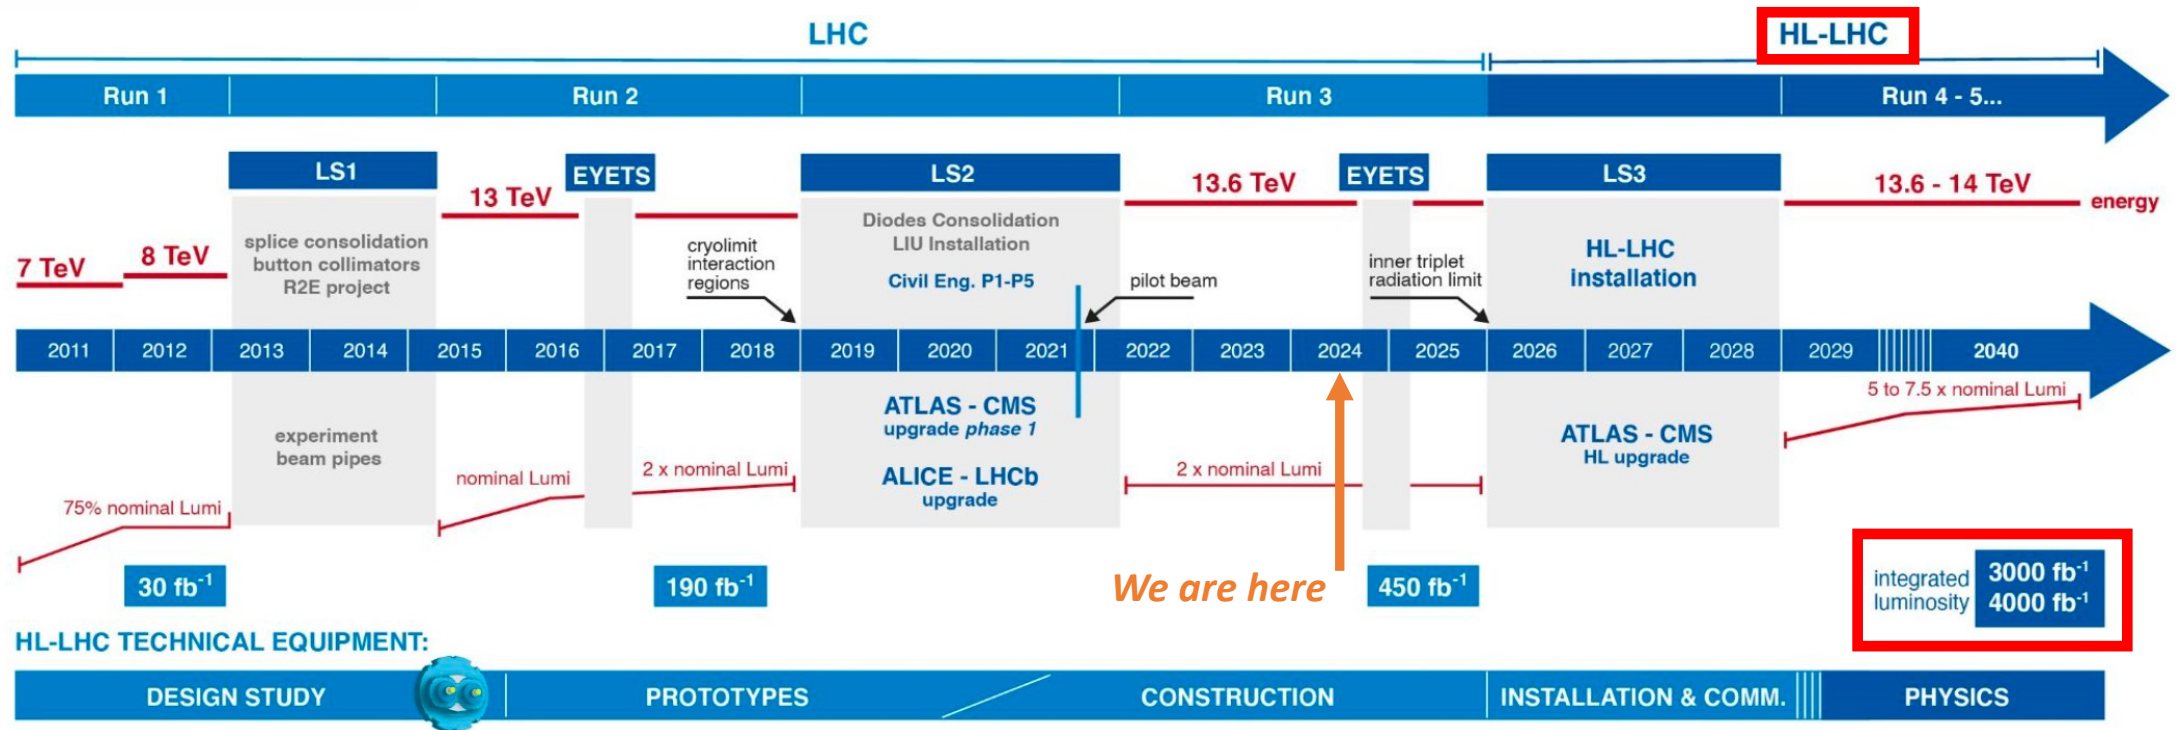 LHC
HL-LHC
Run 1
Run 2
Run 3
Run 4 - 5...
LS1
EYETS
LS2
EYETS
LS3
13 TeV
13.6 TeV
13.6 - 14 TeV
energy
7 TeV
8 TeV
splice consolidation
button collimators
R2E project
cryolimit
interaction
regions
Diodes Consolidation
LIU Installation
Civil Eng. P1-P5
pilot beam
inner triplet
radiation limit
HL-LHC
installation
2011
2012
2013
2014
2015
2016
2017
2018
2019
2020
2021
2022
2023
2024
2025
2026
2027
2028
2029
2040
5 to 7.5 x nominal Lumi
experiment
beam pipes
ATLAS - CMS
upgrade phase 1
ALICE - LHCb
upgrade
ATLAS - CMS
HL upgrade
75% nominal Lumi
nominal Lumi
2 x nominal Lumi
2 x nominal Lumi
We are here
30 fb⁻¹
190 fb⁻¹
450 fb⁻¹
integrated
luminosity
3000 fb⁻¹
4000 fb⁻¹
HL-LHC TECHNICAL EQUIPMENT:
DESIGN STUDY
PROTOTYPES
CONSTRUCTION
INSTALLATION & COMM.
PHYSICS